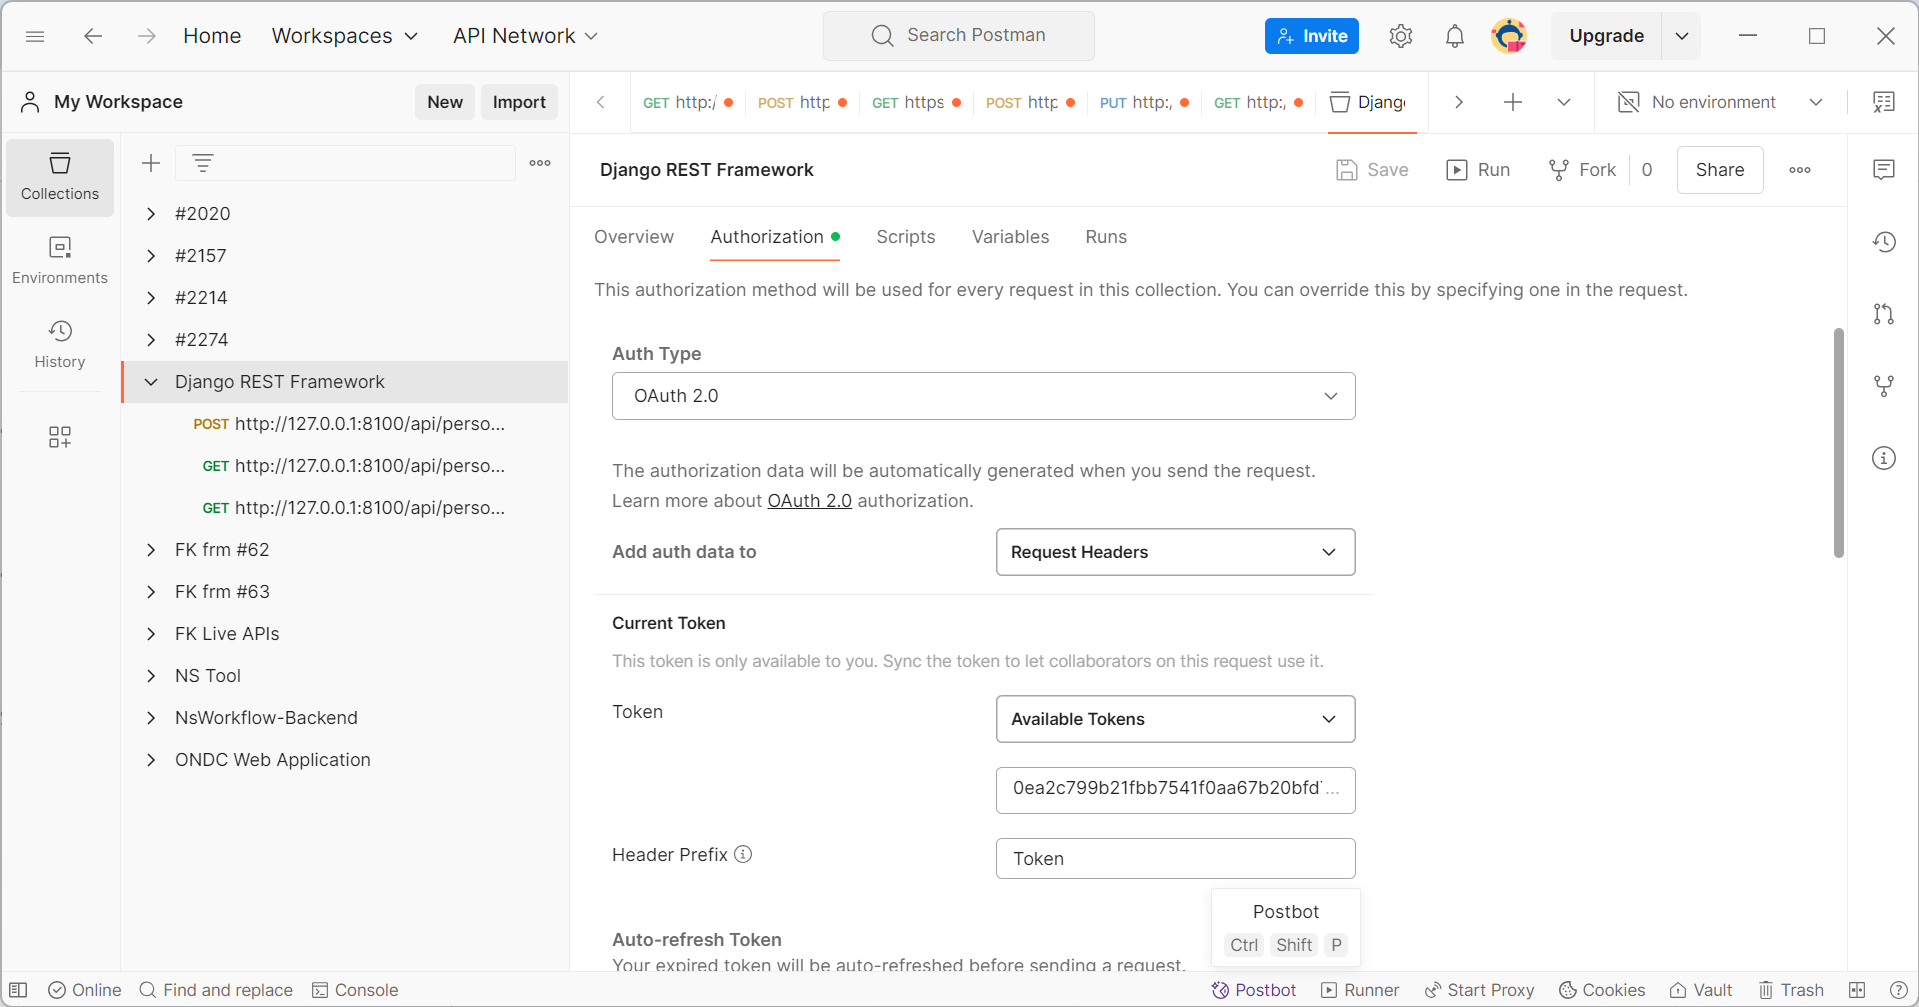 Home Workspaces API Network Search Postman Invite Upgrade
My Workspace New Import
GET http:/ POST http GET https POST http PUT http:/ GET http:/ Django No environment
Collections
Environments
History
#2020
#2157
#2214
#2274
Django REST Framework
POST http://127.0.0.1:8100/api/perso...
GET http://127.0.0.1:8100/api/perso...
GET http://127.0.0.1:8100/api/perso...
FK frm #62
FK frm #63
FK Live APIs
NS Tool
NsWorkflow-Backend
ONDC Web Application
Django REST Framework Save Run Fork 0 Share
Overview Authorization Scripts Variables Runs
This authorization method will be used for every request in this collection. You can override this by specifying one in the request.
Auth Type
OAuth 2.0
The authorization data will be automatically generated when you send the request.
Learn more about OAuth 2.0 authorization.
Add auth data to Request Headers
Current Token
This token is only available to you. Sync the token to let collaborators on this request use it.
Token Available Tokens
0ea2c799b21fbb7541f0aa67b20bfd...
Header Prefix Token
Postbot
Ctrl Shift P
Auto-refresh Token
Your expired token will be auto-refreshed before sending a request.
Online Find and replace Console Postbot Runner Start Proxy Cookies Vault Trash